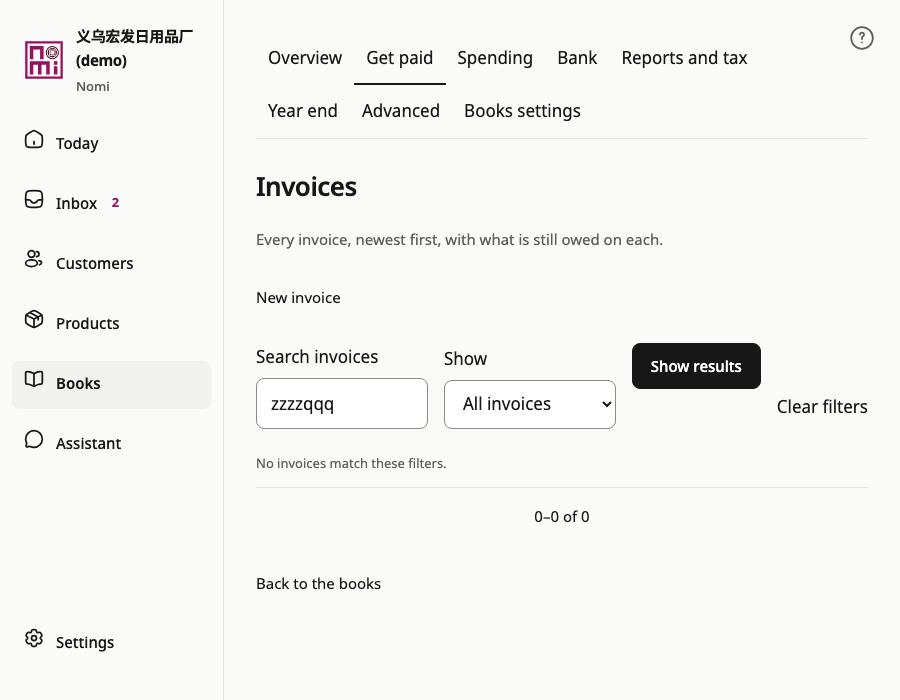 义乌宏发日用品厂
(demo)
Nomi
Today
Inbox 2
Customers
Products
Books
Assistant
Settings
Overview Get paid Spending Bank Reports and tax
Year end Advanced Books settings
?
Invoices
Every invoice, newest first, with what is still owed on each.
New invoice
Search invoices Show
zzzzqqq All invoices Show results Clear filters
No invoices match these filters.
0–0 of 0
Back to the books